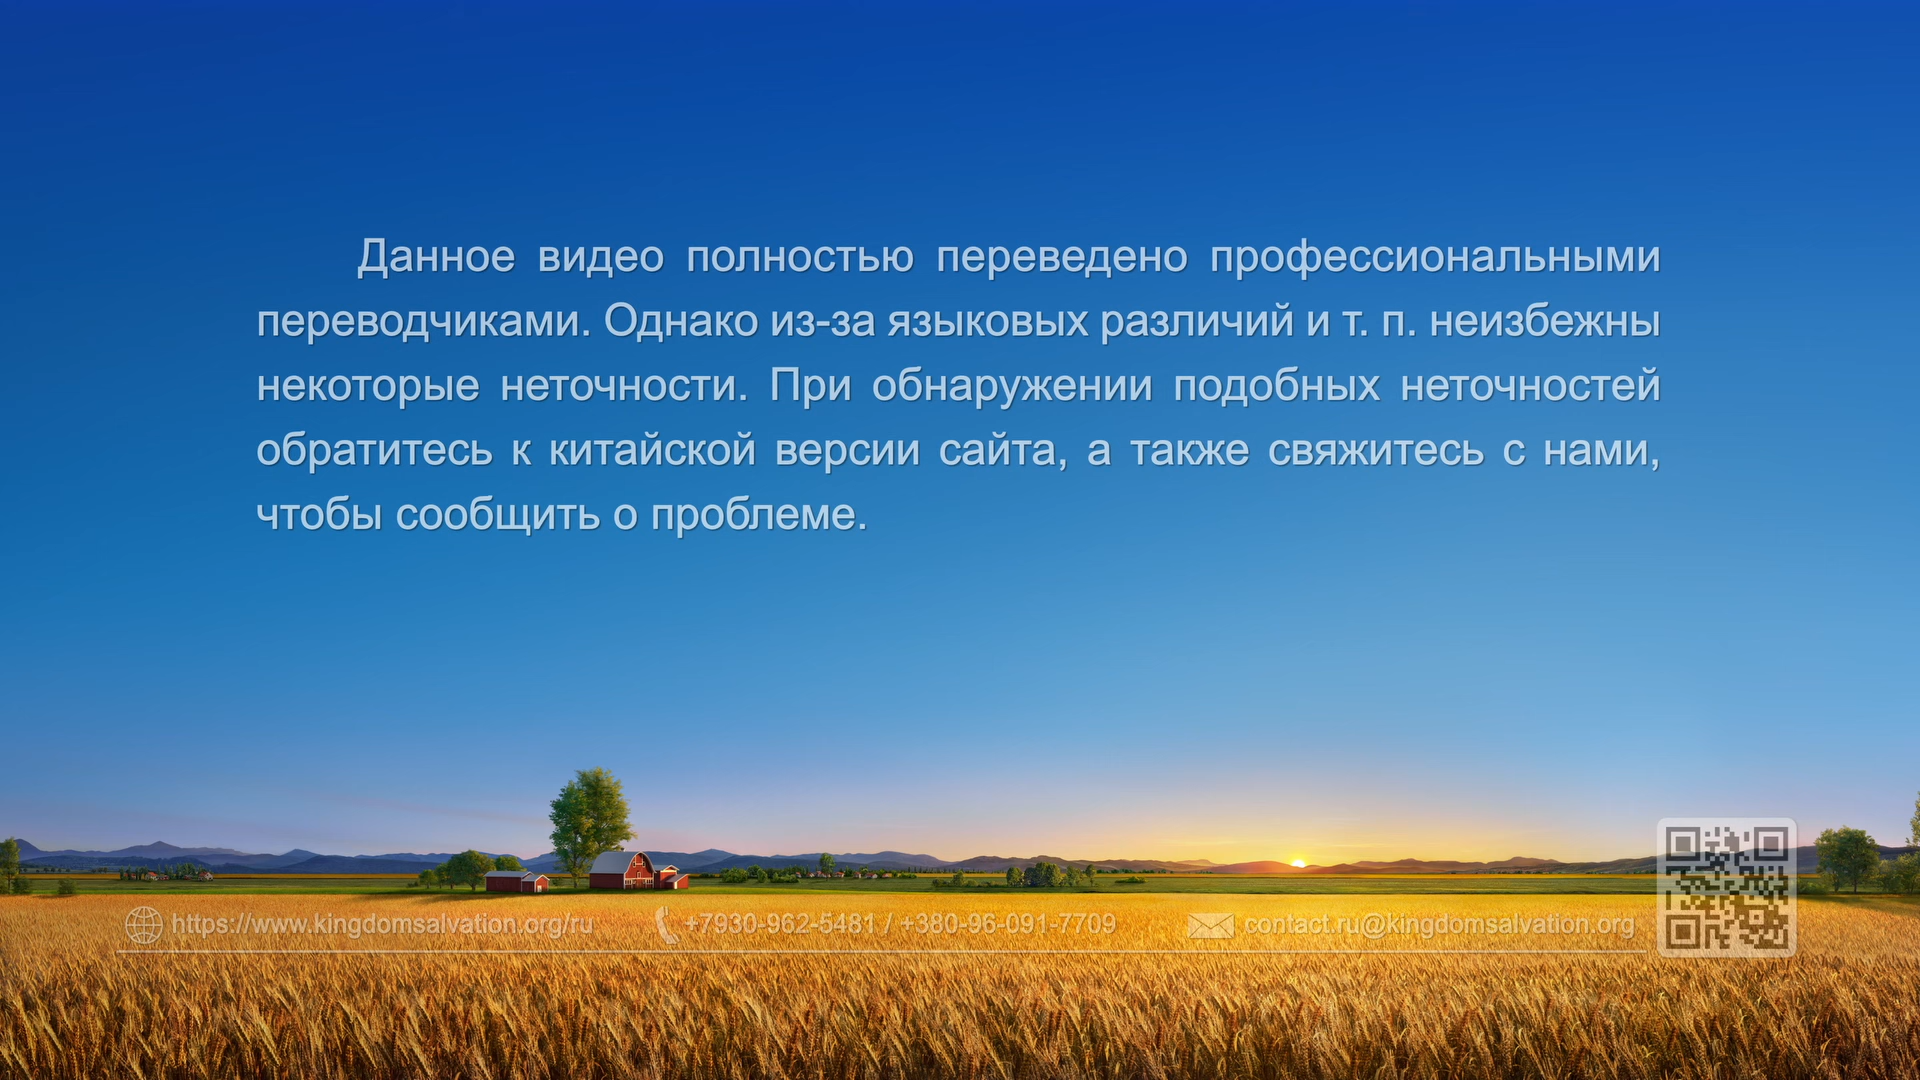 Данное видео полностью переведено профессиональными
переводчиками. Однако из-за языковых различий и т. п. неизбежны
некоторые неточности. При обнаружении подобных неточностей
обратитесь к китайской версии сайта, а также свяжитесь с нами,
чтобы сообщить о проблеме.
https://www.kingdomsalvation.org/ru +7930-962-5481 / +380-96-091-7709 contact.ru@kingdomsalvation.org